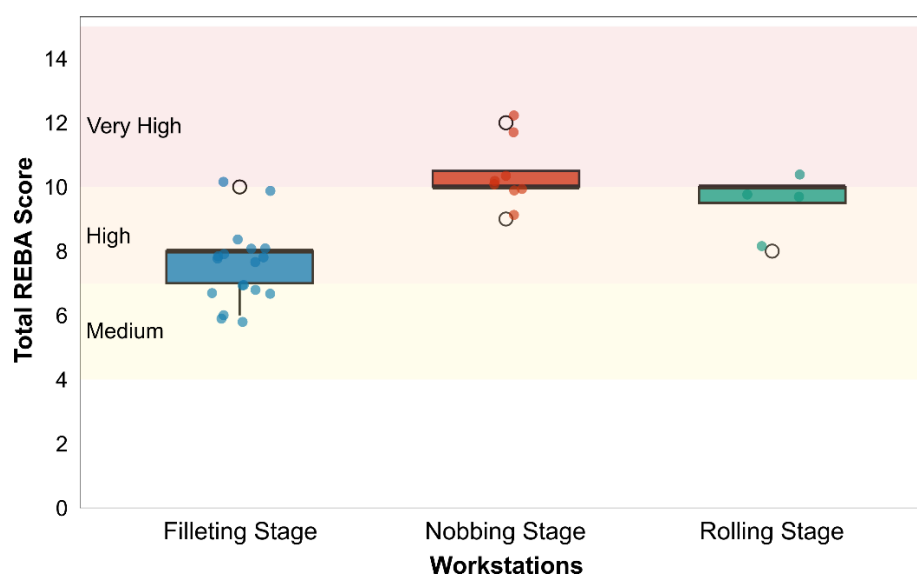 Total REBA Score
14
12
10
8
6
4
2
0
Very High
High
Medium
Filleting Stage
Nobbing Stage
Rolling Stage
Workstations